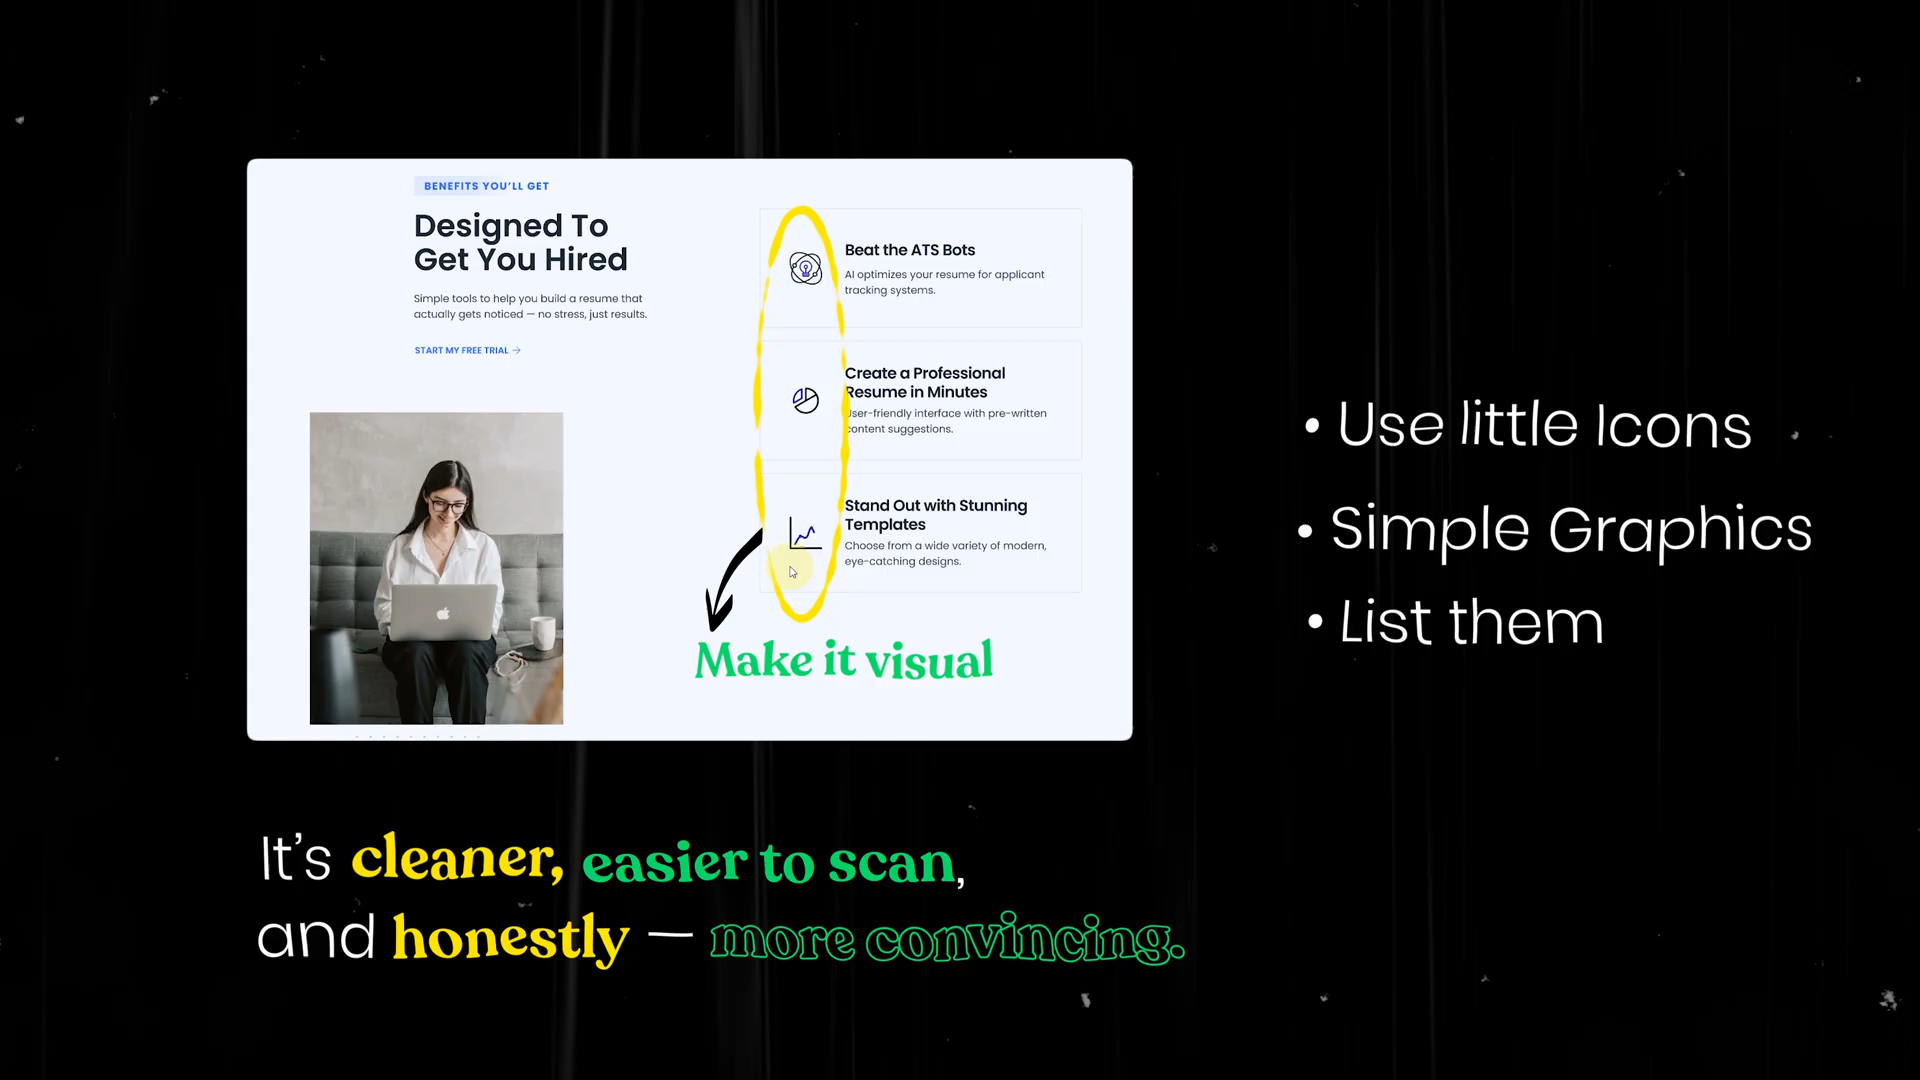 BENEFITS YOU'LL GET
Designed To
Get You Hired
Simple tools to help you build a resume that
actually gets noticed — no stress, just results.
START MY FREE TRIAL →
Beat the ATS Bots
AI optimizes your resume for applicant
tracking systems.
Create a Professional
Resume in Minutes
User-friendly interface with pre-written
content suggestions.
Stand Out with Stunning
Templates
Choose from a wide variety of modern,
eye-catching designs.
Make it visual
• Use little Icons
• Simple Graphics
• List them
It's cleaner, easier to scan,
and honestly — more convincing.